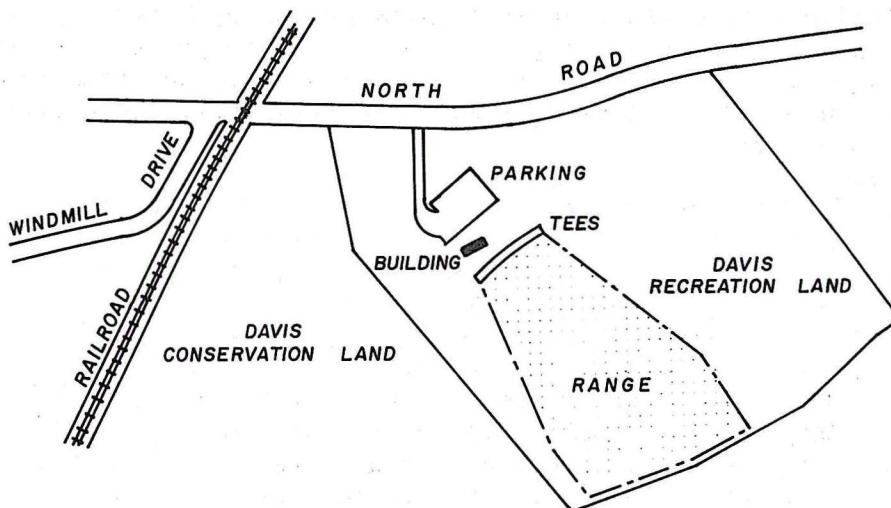 NORTH ROAD
WINDMILL DRIVE
RAILROAD
PARKING
TEES
BUILDING
DAVIS
RECREATION LAND
DAVIS
CONSERVATION LAND
RANGE